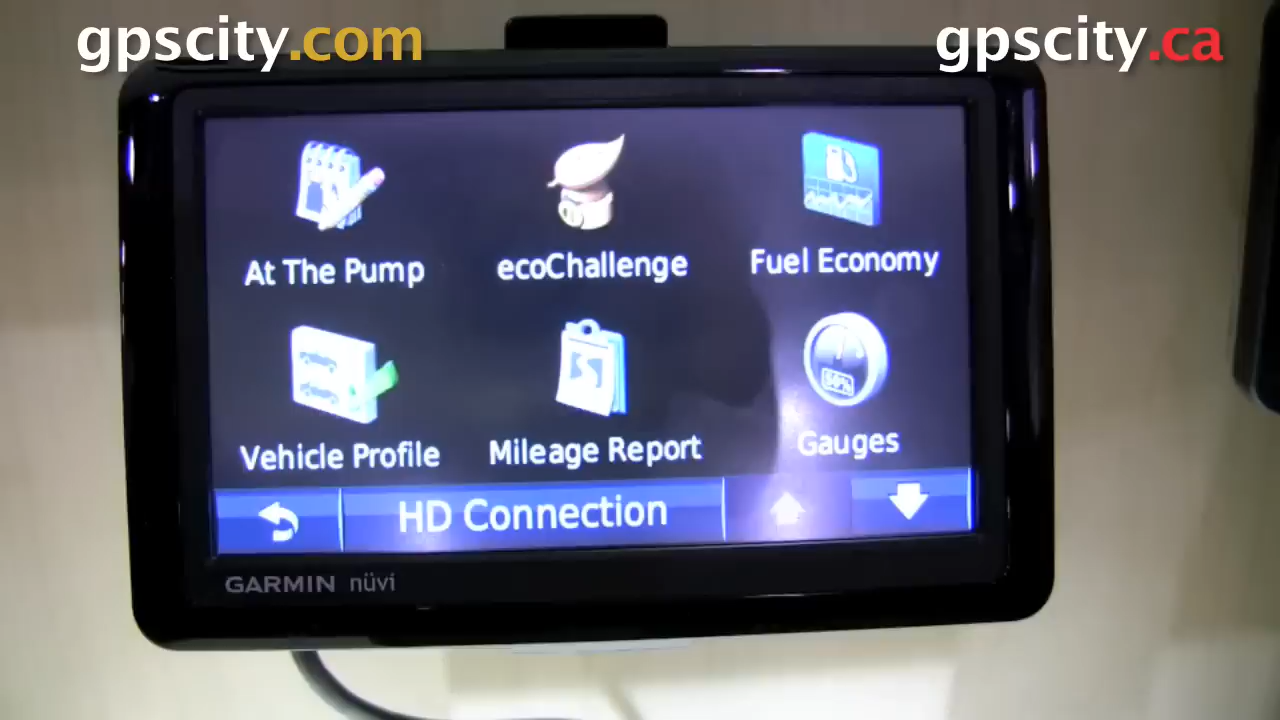 gpscity.com
gpscity.ca
At The Pump
ecoChallenge
Fuel Economy
50%
Vehicle Profile
Mileage Report
Gauges
HD Connection
GARMIN nüvi